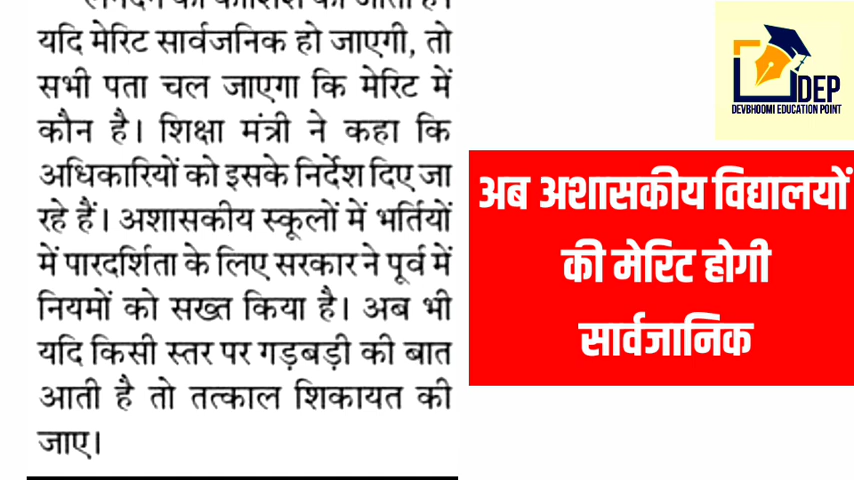 यदि मेरिट सार्वजनिक हो जाएगी, तो
सभी पता चल जाएगा कि मेरिट में
कौन है। शिक्षा मंत्री ने कहा कि
अधिकारियों को इसके निर्देश दिए जा
रहे हैं। अशासकीय स्कूलों में भर्तियों
में पारदर्शिता के लिए सरकार ने पूर्व में
नियमों को सख्त किया है। अब भी
यदि किसी स्तर पर गड़बड़ी की बात
आती है तो तत्काल शिकायत की
जाए।
DEP
DEVBHOOMI EDUCATION POINT
अब अशासकीय विद्यालयों
की मेरिट होगी
सार्वजानिक